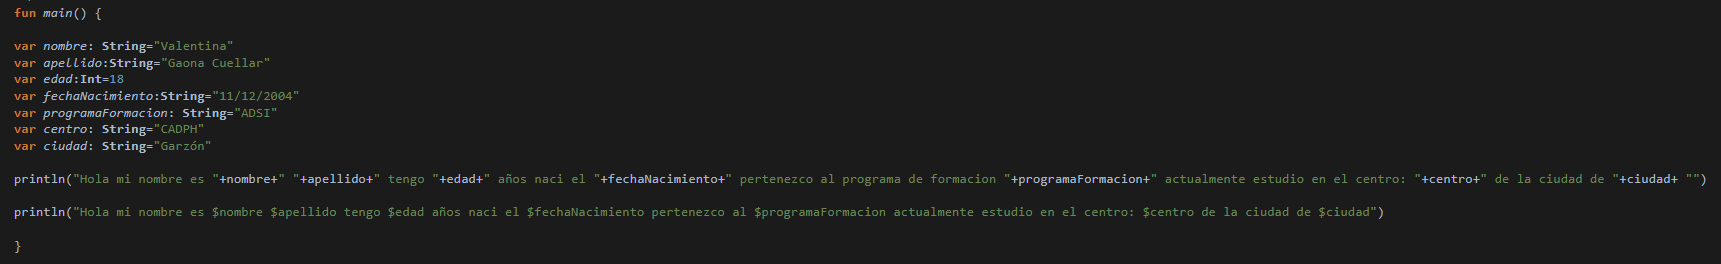 fun main() {
var nombre: String="Valentina"
var apellido:String="Gaona Cuellar"
var edad:Int=18
var fechaNacimiento:String="11/12/2004"
var programaFormacion: String="ADSI"
var centro: String="CADPH"
var ciudad: String="Garzón"
println("Hola mi nombre es "+nombre+" "+apellido+" tengo "+edad+" años naci el "+fechaNacimiento+" pertenezco al programa de formacion "+programaFormacion+" actualmente estudio en el centro: "+centro+" de la ciudad de "+ciudad+ "")
println("Hola mi nombre es $nombre $apellido tengo $edad años naci el $fechaNacimiento pertenezco al $programaFormacion actualmente estudio en el centro: $centro de la ciudad de $ciudad")
}